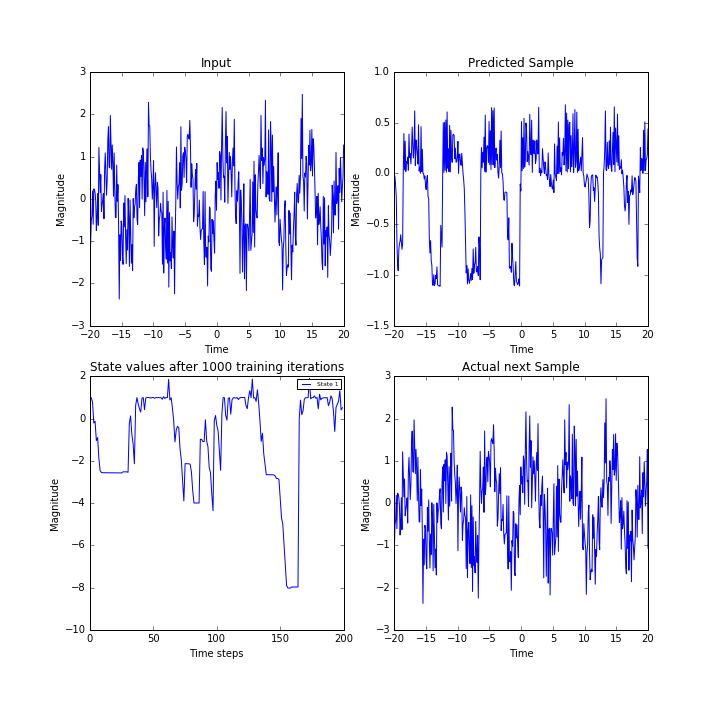 Input
3
2
1
0
−1
−2
−3
Magnitude
−20 −15 −10 −5 0 5 10 15 20
Time
Predicted Sample
1.0
0.5
0.0
−0.5
−1.0
−1.5
Magnitude
−20 −15 −10 −5 0 5 10 15 20
Time
State values after 1000 training iterations
State 1
2
0
−2
−4
−6
−8
−10
Magnitude
0 50 100 150 200
Time steps
Actual next Sample
3
2
1
0
−1
−2
−3
Magnitude
−20 −15 −10 −5 0 5 10 15 20
Time